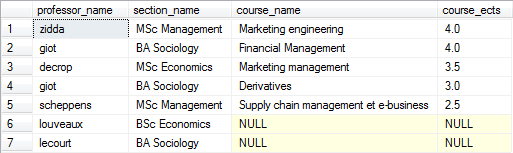 professor_name section_name course_name course_ects
1 zidda MSc Management Marketing engineering 4.0
2 giot BA Sociology Financial Management 4.0
3 decrop MSc Economics Marketing management 3.5
4 giot BA Sociology Derivatives 3.0
5 scheppens MSc Management Supply chain management et e-business 2.5
6 louveaux BSc Economics NULL NULL
7 lecourt BA Sociology NULL NULL